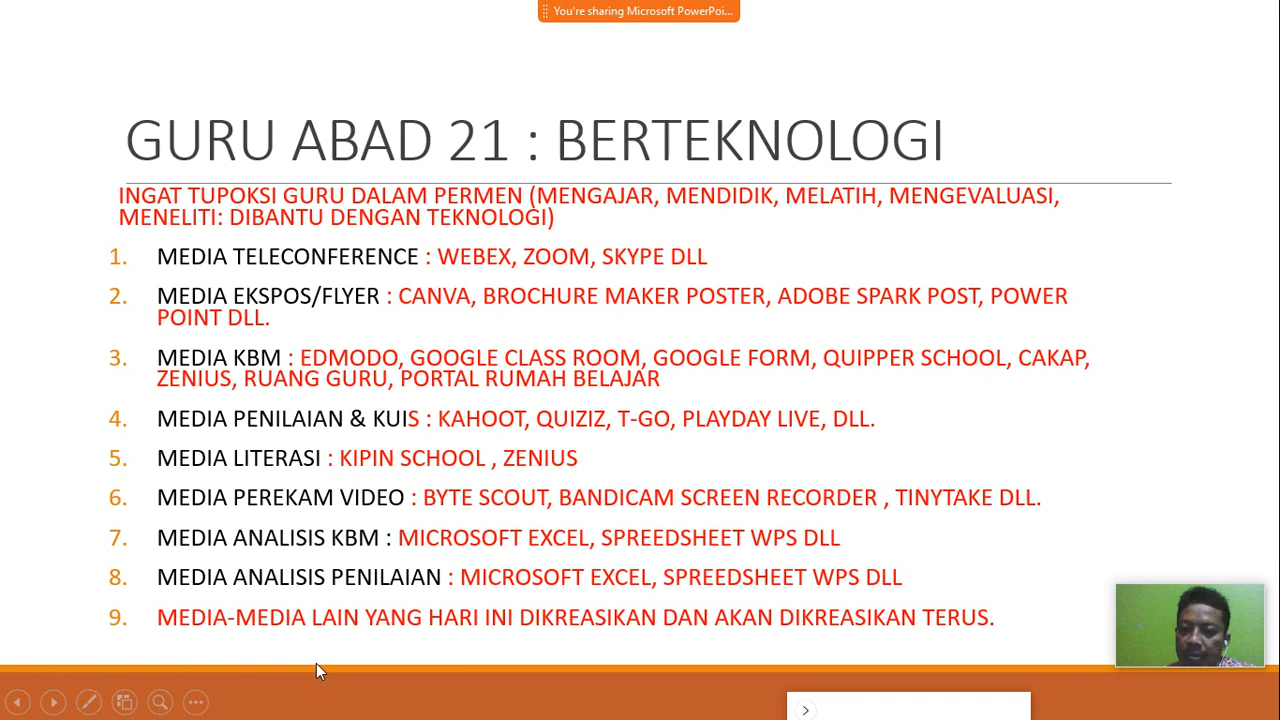 You're sharing Microsoft PowerPoi...
GURU ABAD 21 : BERTEKNOLOGI
INGAT TUPOKSI GURU DALAM PERMEN (MENGAJAR, MENDIDIK, MELATIH, MENGEVALUASI,
MENELITI: DIBANTU DENGAN TEKNOLOGI)
1. MEDIA TELECONFERENCE : WEBEX, ZOOM, SKYPE DLL
2. MEDIA EKSPOS/FLYER : CANVA, BROCHURE MAKER POSTER, ADOBE SPARK POST, POWER
POINT DLL.
3. MEDIA KBM : EDMODO, GOOGLE CLASS ROOM, GOOGLE FORM, QUIPPER SCHOOL, CAKAP,
ZENIUS, RUANG GURU, PORTAL RUMAH BELAJAR
4. MEDIA PENILAIAN & KUIS : KAHOOT, QUIZIZ, T-GO, PLAYDAY LIVE, DLL.
5. MEDIA LITERASI : KIPIN SCHOOL , ZENIUS
6. MEDIA PEREKAM VIDEO : BYTE SCOUT, BANDICAM SCREEN RECORDER , TINYTAKE DLL.
7. MEDIA ANALISIS KBM : MICROSOFT EXCEL, SPREEDSHEET WPS DLL
8. MEDIA ANALISIS PENILAIAN : MICROSOFT EXCEL, SPREEDSHEET WPS DLL
9. MEDIA-MEDIA LAIN YANG HARI INI DIKREASIKAN DAN AKAN DIKREASIKAN TERUS.